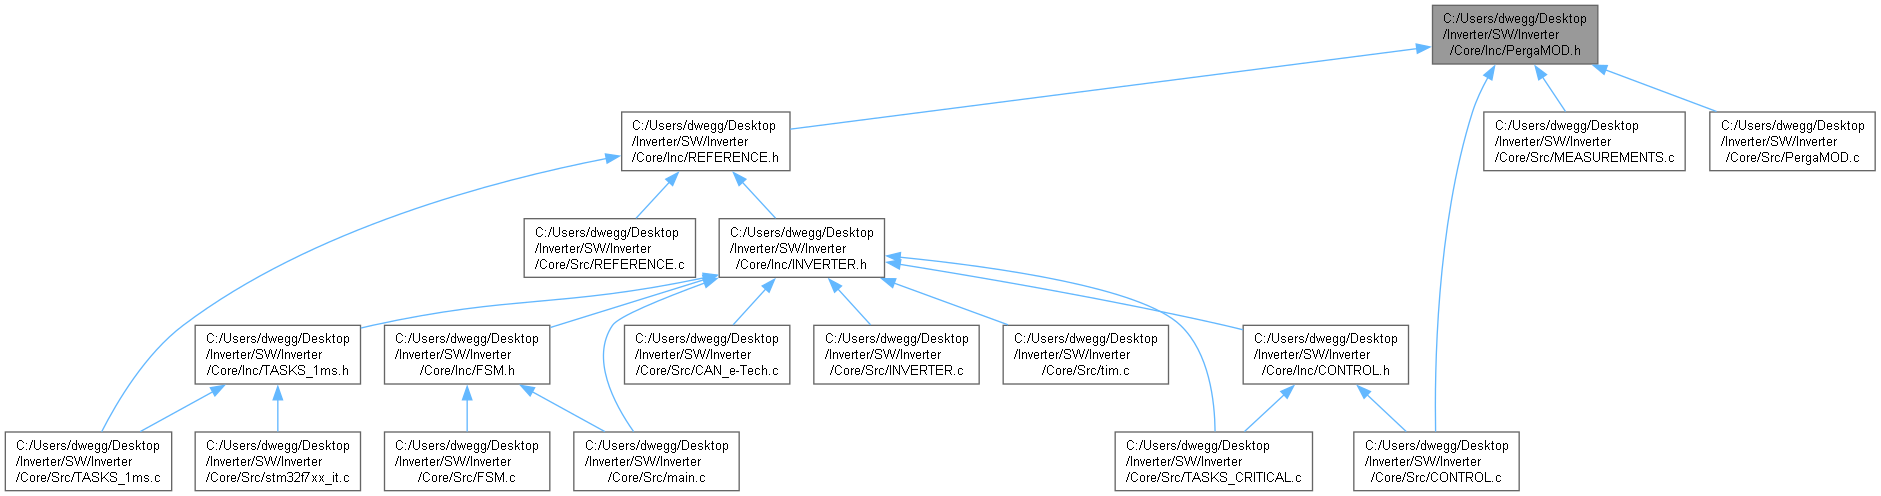 C:/Users/dwegg/Desktop
/Inverter/SW/Inverter
/Core/Inc/PergaMOD.h
C:/Users/dwegg/Desktop
/Inverter/SW/Inverter
/Core/Inc/REFERENCE.h
C:/Users/dwegg/Desktop
/Inverter/SW/Inverter
/Core/Src/MEASUREMENTS.c
C:/Users/dwegg/Desktop
/Inverter/SW/Inverter
/Core/Src/PergaMOD.c
C:/Users/dwegg/Desktop
/Inverter/SW/Inverter
/Core/Src/REFERENCE.c
C:/Users/dwegg/Desktop
/Inverter/SW/Inverter
/Core/Inc/INVERTER.h
C:/Users/dwegg/Desktop
/Inverter/SW/Inverter
/Core/Inc/TASKS_1ms.h
C:/Users/dwegg/Desktop
/Inverter/SW/Inverter
/Core/Inc/FSM.h
C:/Users/dwegg/Desktop
/Inverter/SW/Inverter
/Core/Src/CAN_e-Tech.c
C:/Users/dwegg/Desktop
/Inverter/SW/Inverter
/Core/Src/INVERTER.c
C:/Users/dwegg/Desktop
/Inverter/SW/Inverter
/Core/Src/tim.c
C:/Users/dwegg/Desktop
/Inverter/SW/Inverter
/Core/Inc/CONTROL.h
C:/Users/dwegg/Desktop
/Inverter/SW/Inverter
/Core/Src/TASKS_1ms.c
C:/Users/dwegg/Desktop
/Inverter/SW/Inverter
/Core/Src/stm32f7xx_it.c
C:/Users/dwegg/Desktop
/Inverter/SW/Inverter
/Core/Src/FSM.c
C:/Users/dwegg/Desktop
/Inverter/SW/Inverter
/Core/Src/main.c
C:/Users/dwegg/Desktop
/Inverter/SW/Inverter
/Core/Src/TASKS_CRITICAL.c
C:/Users/dwegg/Desktop
/Inverter/SW/Inverter
/Core/Src/CONTROL.c